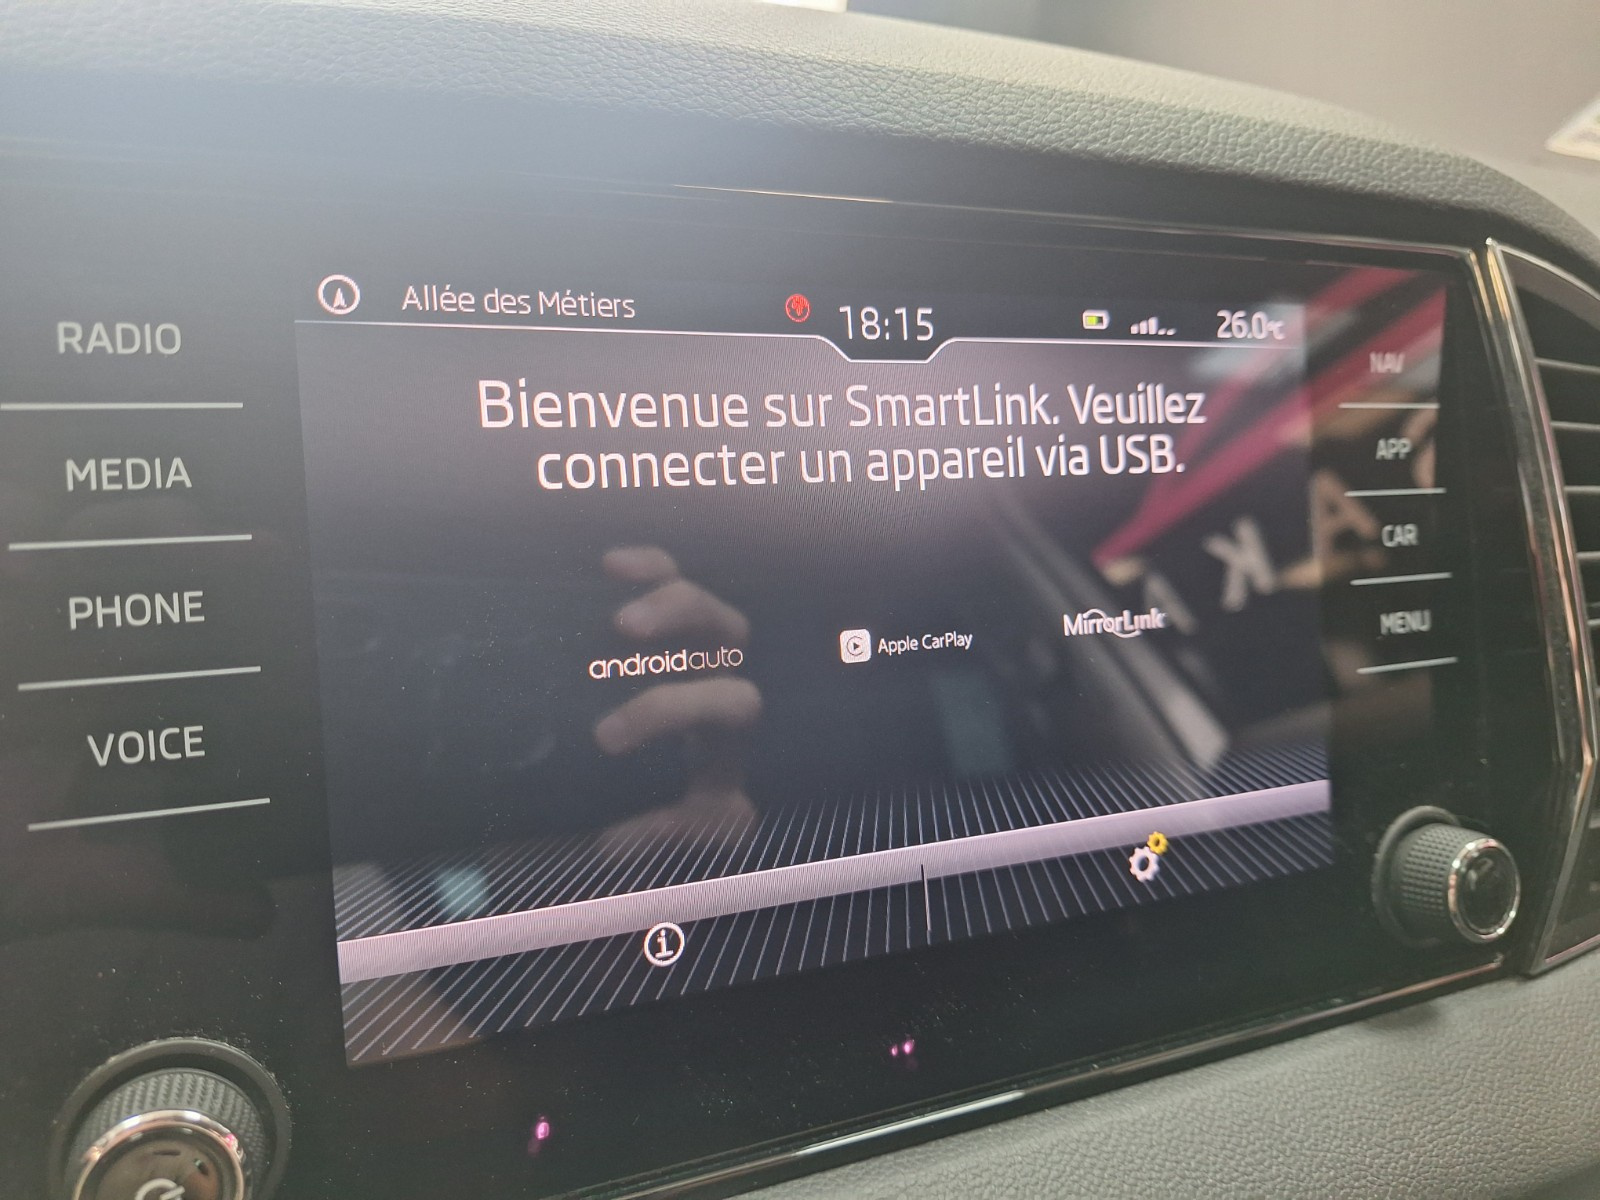 Allée des Métiers
18:15
26.0°C
Bienvenue sur SmartLink. Veuillez
connecter un appareil via USB.
androidauto
Apple CarPlay
MirrorLink
RADIO
MEDIA
PHONE
VOICE
NAV
APP
CAR
MENU